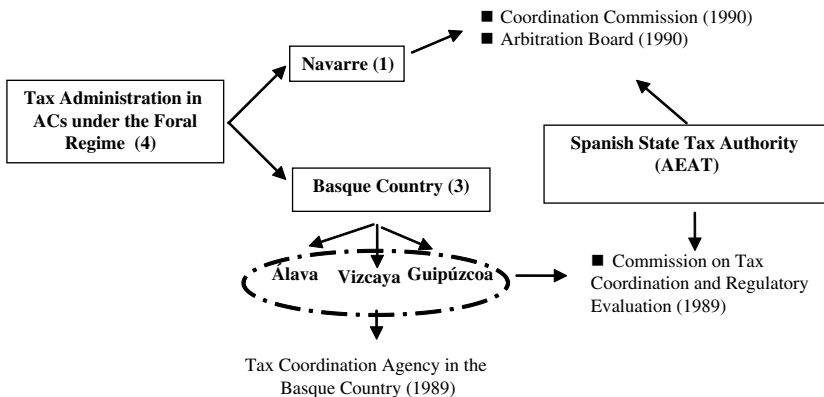 ■ Coordination Commission (1990)
■ Arbitration Board (1990)
Navarre (1)
Tax Administration in
ACs under the Foral
Regime (4)
Spanish State Tax Authority
(AEAT)
Basque Country (3)
Álava Vizcaya Guipúzcoa
■ Commission on Tax
Coordination and Regulatory
Evaluation (1989)
Tax Coordination Agency in the
Basque Country (1989)